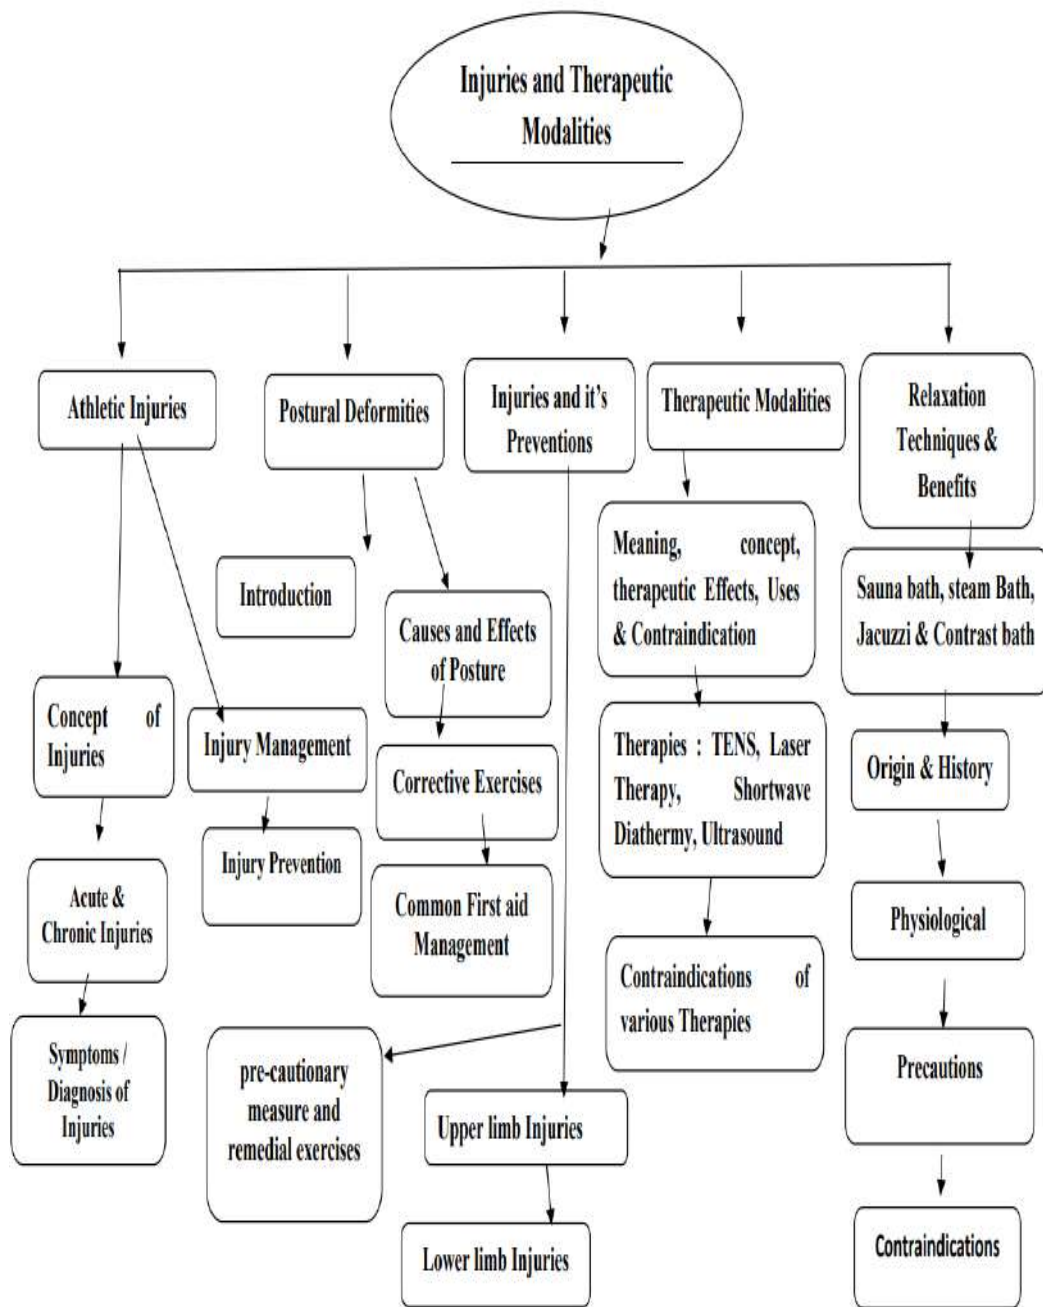 Injuries and Therapeutic
Modalities
Athletic Injuries
Postural Deformities
Injuries and it's
Preventions
Therapeutic Modalities
Relaxation
Techniques &
Benefits
Introduction
Causes and Effects
of Posture
Meaning, concept,
therapeutic Effects, Uses
& Contraindication
Sauna bath, steam Bath,
Jacuzzi & Contrast bath
Concept of
Injuries
Injury Management
Corrective Exercises
Therapies : TENS, Laser
Therapy, Shortwave
Diathermy, Ultrasound
Origin & History
Acute &
Chronic Injuries
Injury Prevention
Common First aid
Management
Contraindications of
various Therapies
Physiological
Symptoms /
Diagnosis of
Injuries
pre-cautionary
measure and
remedial exercises
Upper limb Injuries
Precautions
Lower limb Injuries
Contraindications